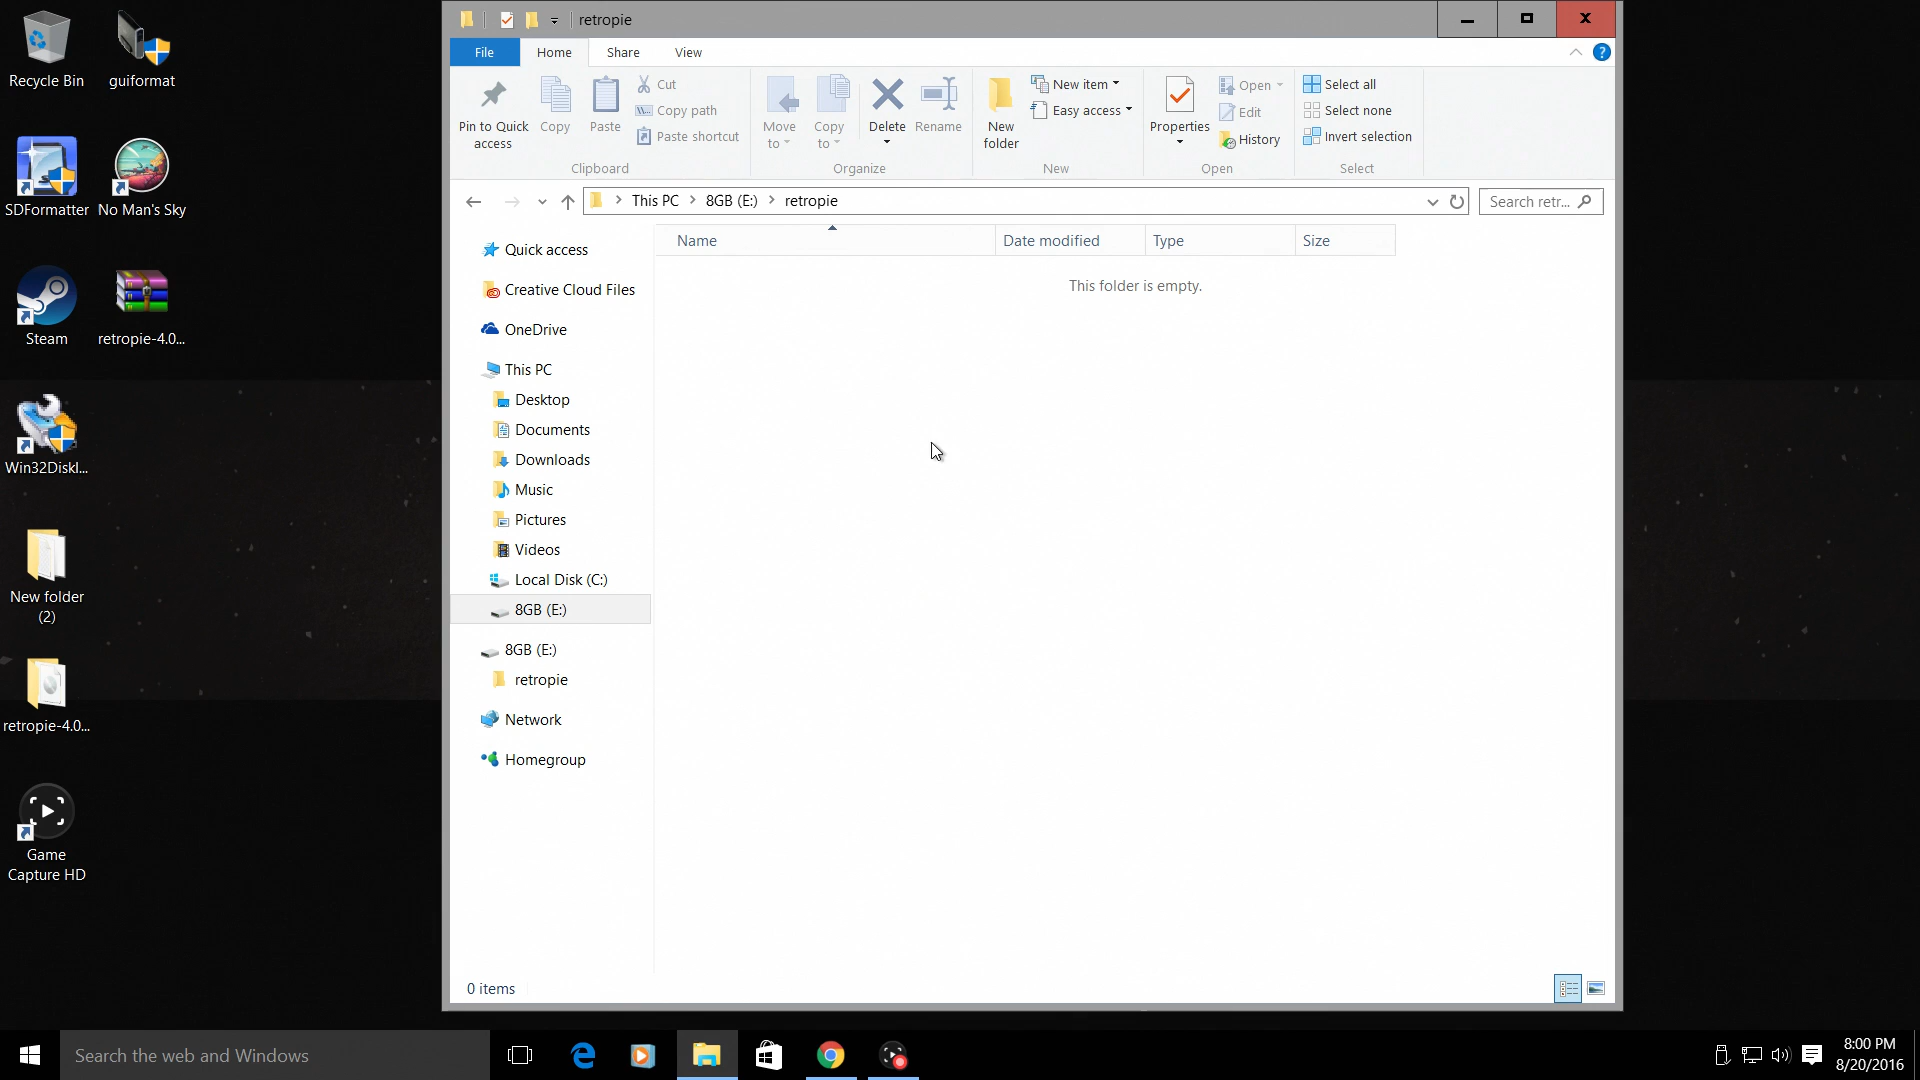 Recycle Bin
guiformat
SDFormatter
No Man's Sky
Steam
retropie-4.0...
Win32DiskI...
New folder
(2)
retropie-4.0...
Game
Capture HD
retropie
File
Home
Share
View
Pin to Quick
access
Copy
Paste
Cut
Copy path
Paste shortcut
Clipboard
Move
to
Copy
to
Delete
Rename
Organize
New
folder
New item
Easy access
New
Properties
Open
Edit
History
Open
Select all
Select none
Invert selection
Select
This PC
8GB (E:)
retropie
Search retr...
Name
Date modified
Type
Size
This folder is empty.
Quick access
Creative Cloud Files
OneDrive
This PC
Desktop
Documents
Downloads
Music
Pictures
Videos
Local Disk (C:)
8GB (E:)
8GB (E:)
retropie
Network
Homegroup
0 items
Search the web and Windows
8:00 PM
8/20/2016